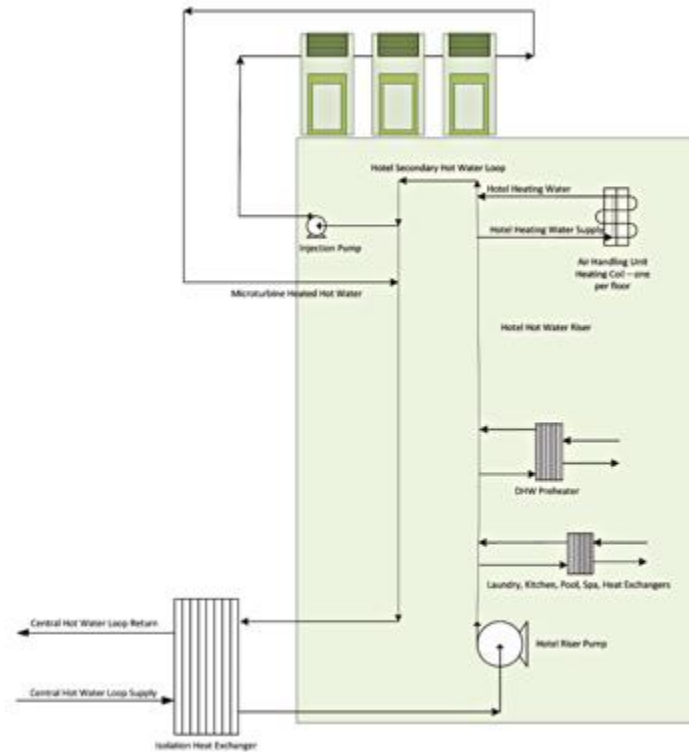 Hotel Secondary Hot Water Loop
Hotel Heating Water
Hotel Heating Water Supply
Injection Pump
Air Handling Unit
Heating Coil – one
per floor
Microturbine Heated Hot Water
Hotel Hot Water Riser
DHW Preheater
Laundry, Kitchen, Pool, Spa, Heat Exchangers
Central Hot Water Loop Return
Hotel Riser Pump
Central Hot Water Loop Supply
Isolation Heat Exchanger